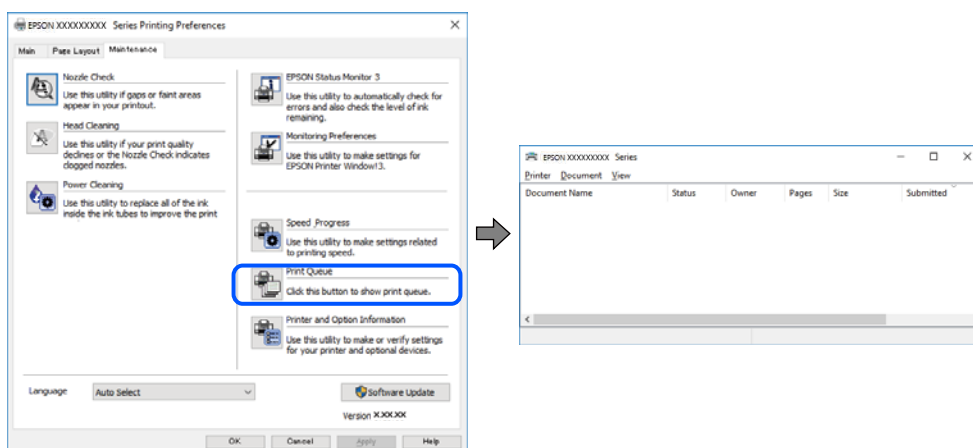 EPSON XXXXXXXXX Series Printing Preferences
Main Page Layout Maintenance
Nozzle Check
Use this utility if gaps or faint areas
appear in your printout.
Head Cleaning
Use this utility if your print quality
declines or the Nozzle Check indicates
clogged nozzles.
Power Cleaning
Use this utility to replace all of the ink
inside the ink tubes to improve the print
EPSON Status Monitor 3
Use this utility to automatically check for
errors and also check the level of ink
remaining.
Monitoring Preferences
Use this utility to make settings for
EPSON Printer Window!3.
Speed Progress
Use this utility to make settings related
to printing speed.
Print Queue
Click this button to show print queue.
Printer and Option Information
Use this utility to make or verify settings
for your printer and optional devices.
Language Auto Select
Software Update
Version X.XX.XX
OK Cancel Apply Help
EPSON XXXXXXXXX Series
Printer Document View
Document Name Status Owner Pages Size Submitted